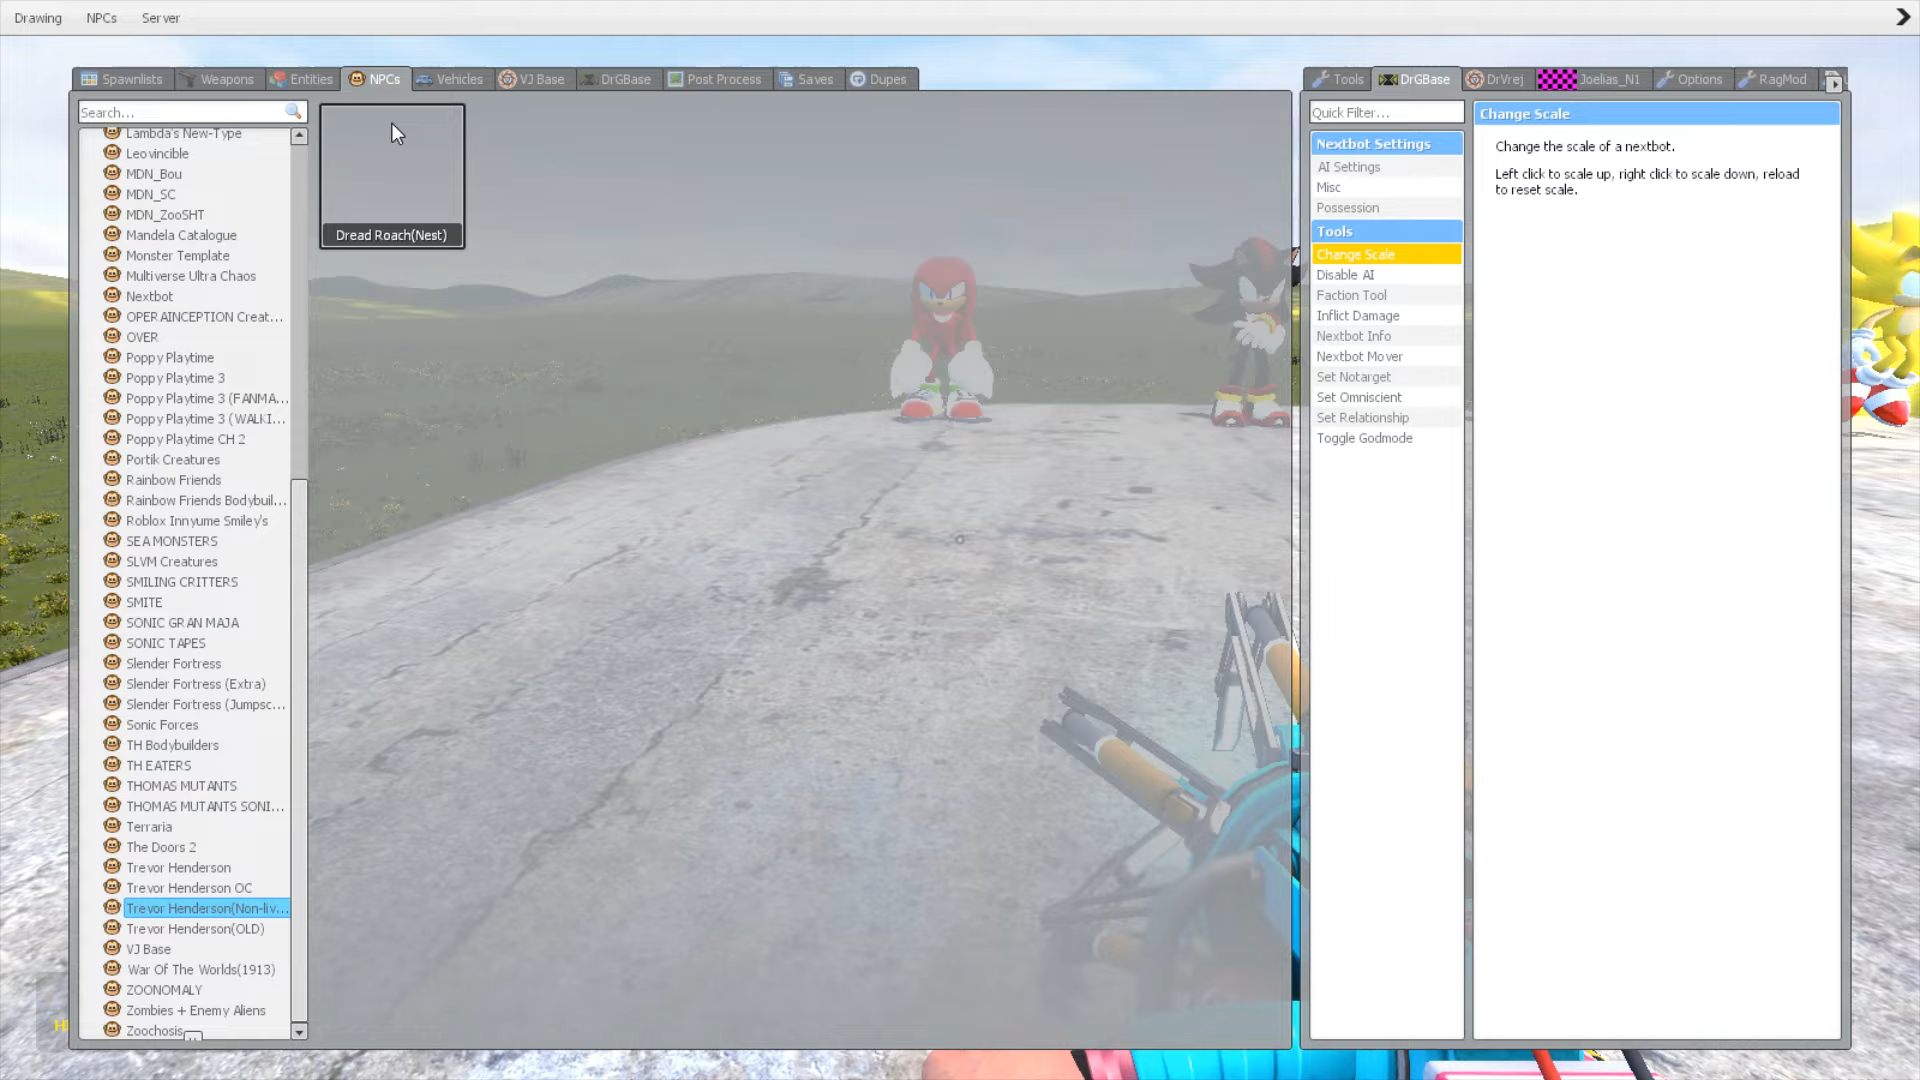 Drawing NPCs Server
Spawnlists Weapons Entities NPCs Vehicles VJ Base DrGBase Post Process Saves Dupes
Search...
Lambda's New-Type
Leovincible
MDN_Bou
MDN_SC
MDN_ZooSHT
Mandela Catalogue
Monster Template
Multiverse Ultra Chaos
Nextbot
OPERAINCEPTION Creat...
OVER
Poppy Playtime
Poppy Playtime 3
Poppy Playtime 3 (FANMA...
Poppy Playtime 3 (WALKI...
Poppy Playtime CH 2
Portik Creatures
Rainbow Friends
Rainbow Friends Bodybuil...
Roblox Innyume Smiley's
SEA MONSTERS
SLVM Creatures
SMILING CRITTERS
SMITE
SONIC GRAN MAJA
SONIC TAPES
Slender Fortress
Slender Fortress (Extra)
Slender Fortress (Jumpsc...
Sonic Forces
TH Bodybuilders
TH EATERS
THOMAS MUTANTS
THOMAS MUTANTS SONI...
Terraria
The Doors 2
Trevor Henderson
Trevor Henderson OC
Trevor Henderson(Non-liv...
Trevor Henderson(OLD)
VJ Base
War Of The Worlds(1913)
ZOONOMALY
Zombies + Enemy Aliens
Zoochosis
Dread Roach(Nest)
Tools DrGBase DrVrej Joelias_N1 Options RagMod
Quick Filter...
Nextbot Settings
AI Settings
Misc
Possession
Tools
Change Scale
Disable AI
Faction Tool
Inflict Damage
Nextbot Info
Nextbot Mover
Set Notarget
Set Omniscient
Set Relationship
Toggle Godmode
Change Scale
Change the scale of a nextbot.
Left click to scale up, right click to scale down, reload
to reset scale.